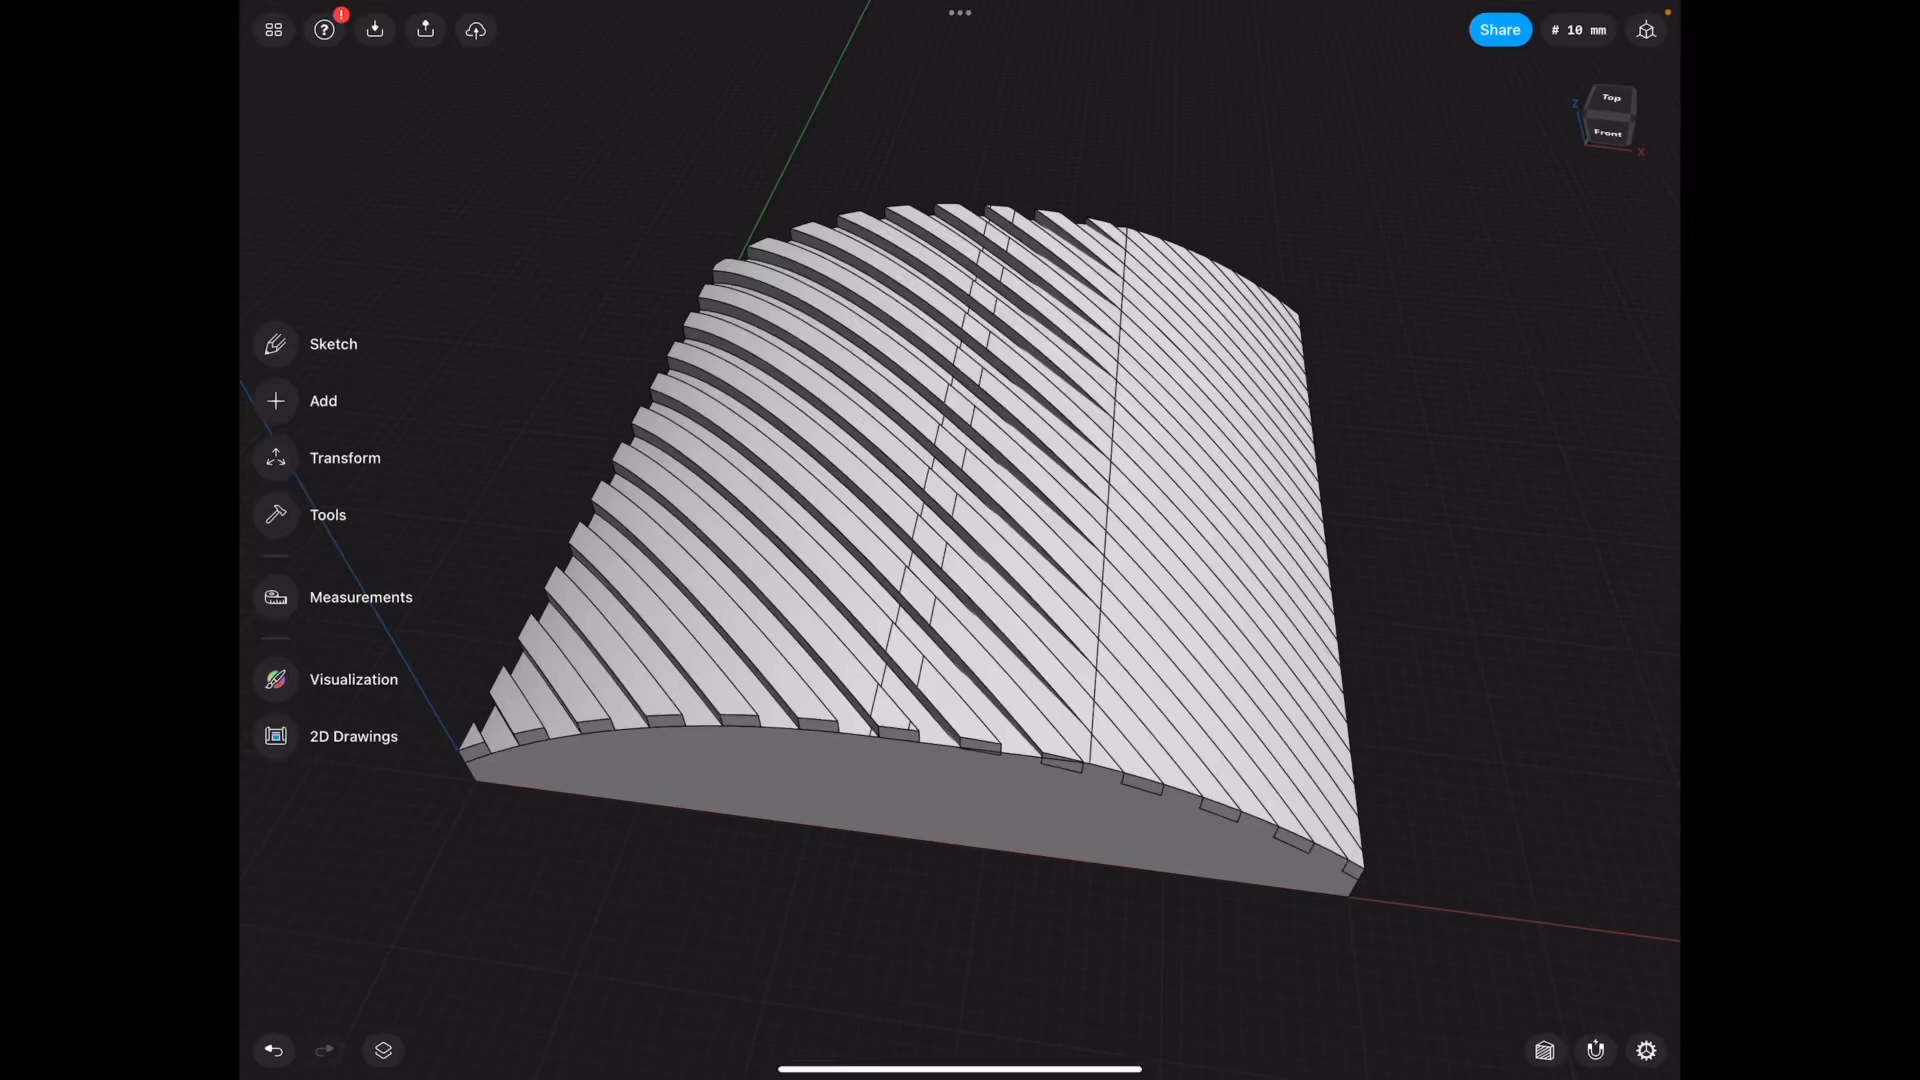 Share
# 10 mm
Top
Z
Front
X
Sketch
Add
Transform
Tools
Measurements
Visualization
2D Drawings